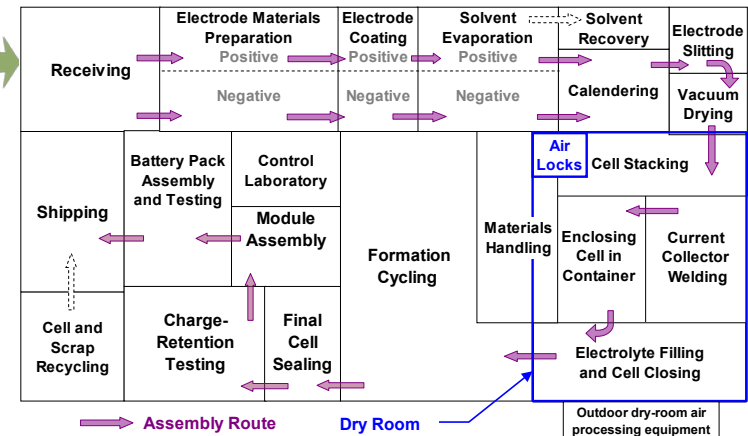 Receiving
Electrode Materials
Preparation
Positive
Negative
Electrode
Coating
Positive
Negative
Solvent
Evaporation
Positive
Negative
Solvent
Recovery
Calendering
Electrode
Slitting
Vacuum
Drying
Air
Locks
Cell Stacking
Current
Collector
Welding
Enclosing
Cell in
Container
Electrolyte Filling
and Cell Closing
Materials
Handling
Formation
Cycling
Final
Cell
Sealing
Charge-
Retention
Testing
Control
Laboratory
Module
Assembly
Battery Pack
Assembly
and Testing
Shipping
Cell and
Scrap
Recycling
Assembly Route
Dry Room
Outdoor dry-room air
processing equipment